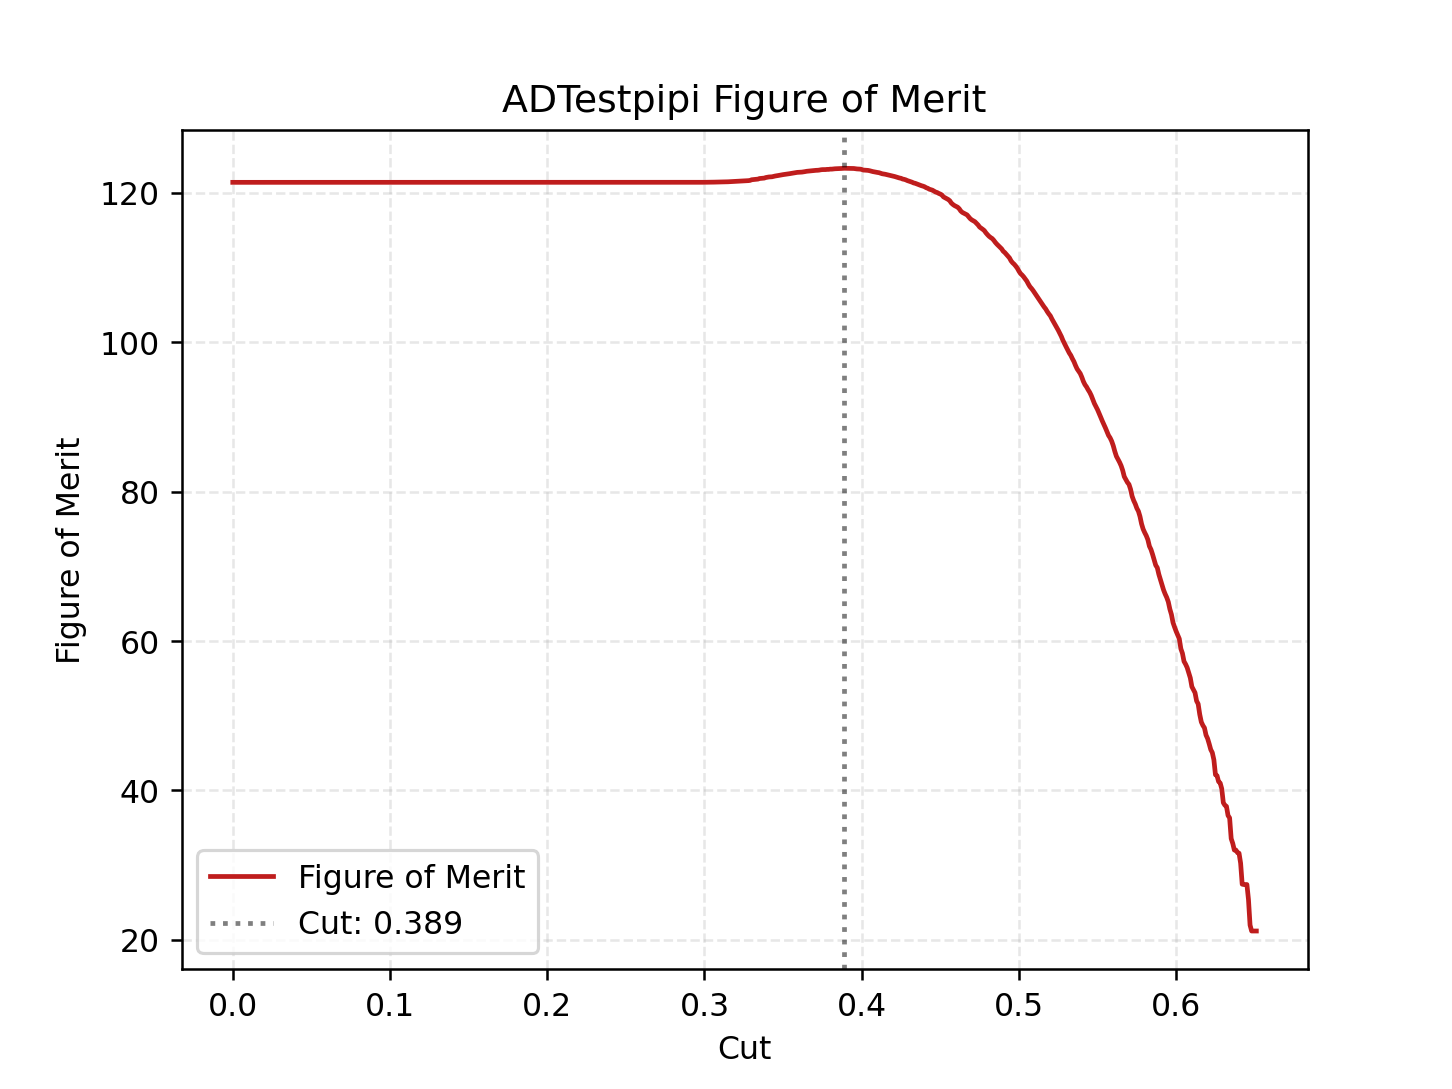 ADTestpipi Figure of Merit
Figure of Merit
120
100
80
60
40
20
Figure of Merit
Cut: 0.389
0.0 0.1 0.2 0.3 0.4 0.5 0.6
Cut